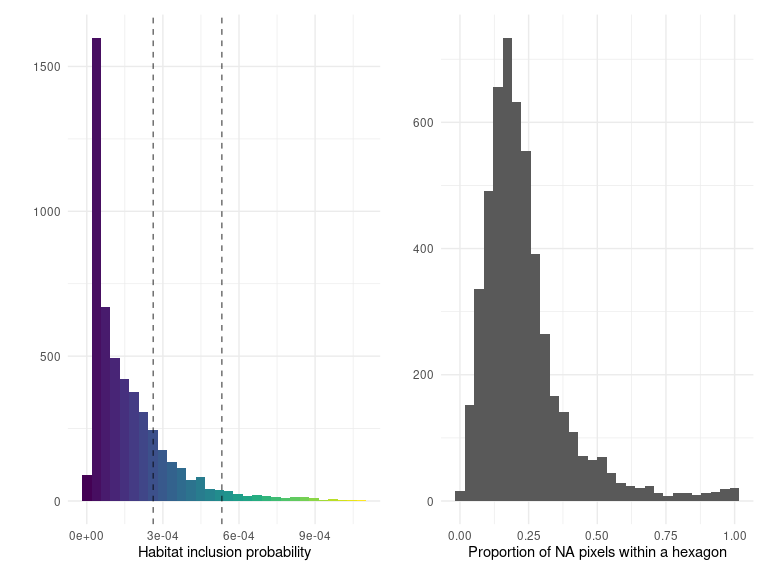 1500
1000
500
0
0e+00 3e-04 6e-04 9e-04
Habitat inclusion probability
600
400
200
0
0.00 0.25 0.50 0.75 1.00
Proportion of NA pixels within a hexagon